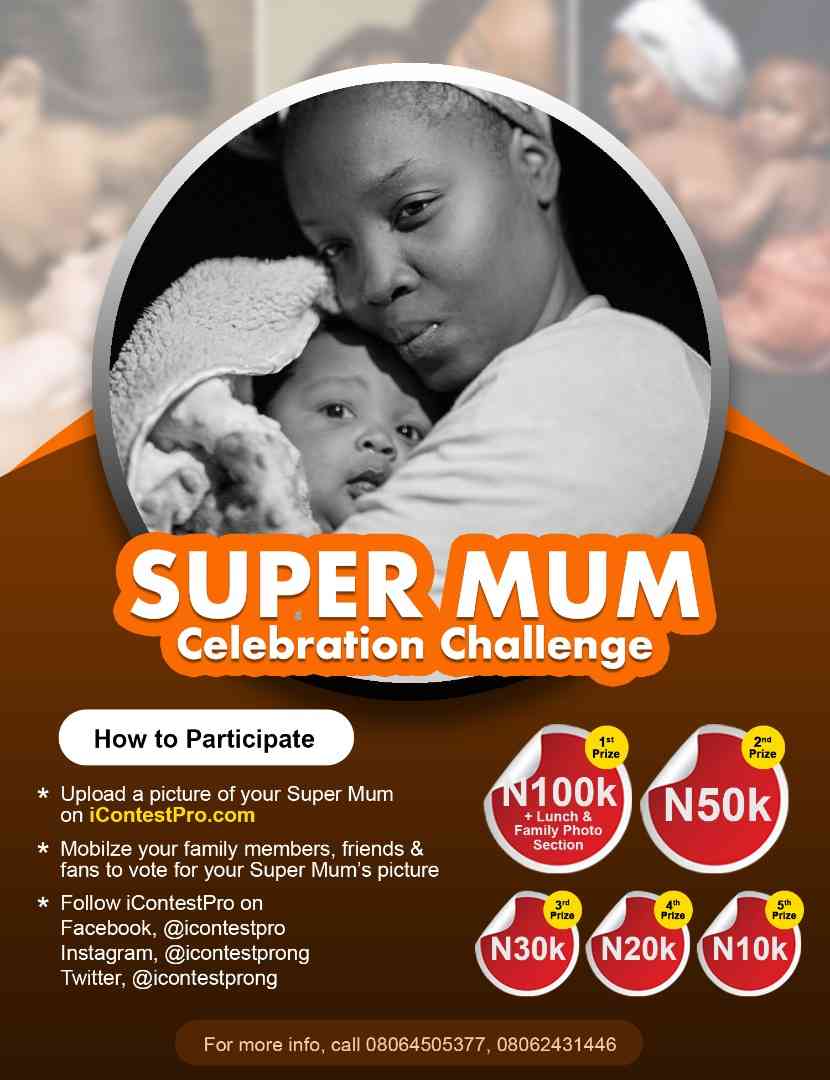 SUPER MUM
Celebration Challenge
How to Participate
* Upload a picture of your Super Mum
on iContestPro.com
* Mobilze your family members, friends &
fans to vote for your Super Mum's picture
* Follow iContestPro on
Facebook, @icontestpro
Instagram, @icontestprong
Twitter, @icontestprong
1st
Prize
N100k
+ Lunch &
Family Photo
Section
2nd
Prize
N50k
3rd
Prize
N30k
4th
Prize
N20k
5th
Prize
N10k
For more info, call 08064505377, 08062431446